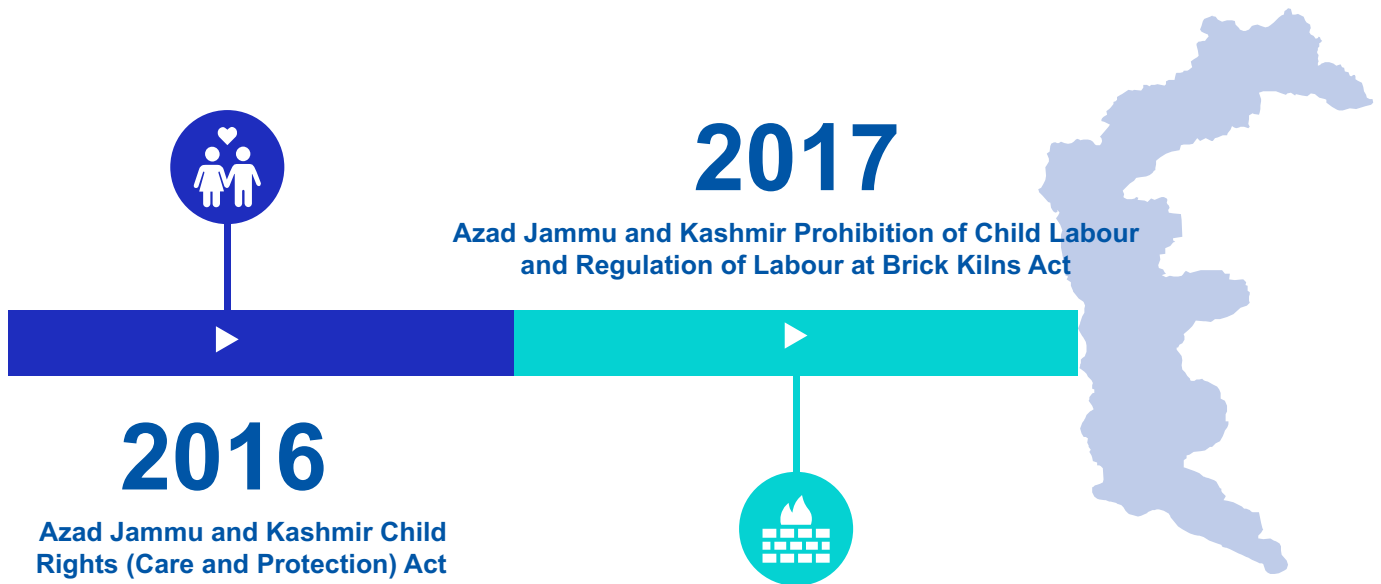 2017
Azad Jammu and Kashmir Prohibition of Child Labour
and Regulation of Labour at Brick Kilns Act
2016
Azad Jammu and Kashmir Child
Rights (Care and Protection) Act